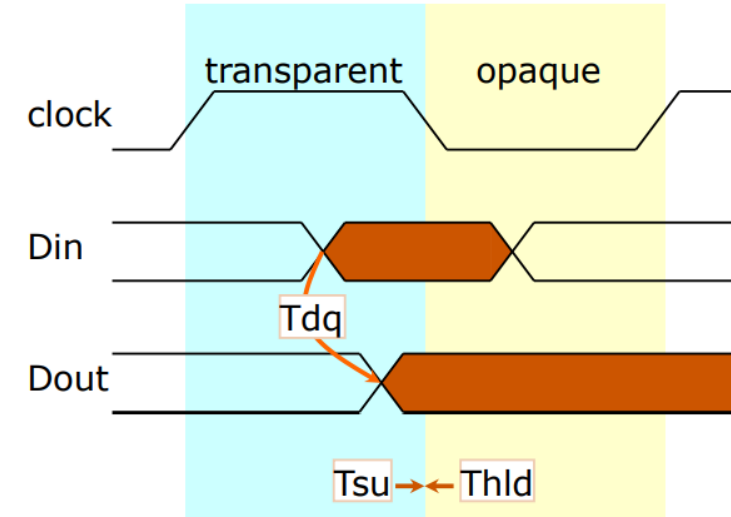 transparent opaque
clock
Din
Tdq
Dout
Tsu Thld